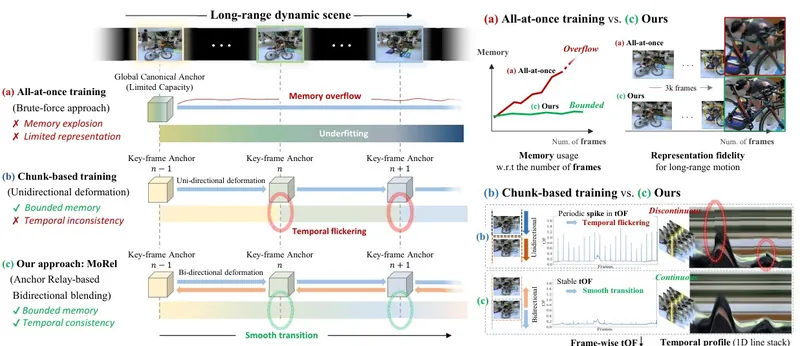 Long-range dynamic scene
Global Canonical Anchor
(Limited Capacity)
(a) All-at-once training
(Brute-force approach)
✗ Memory explosion
✗ Limited representation
Memory overflow
Underfitting
(b) Chunk-based training
(Unidirectional deformation)
✓ Bounded memory
✗ Temporal inconsistency
Key-frame Anchor
n − 1
Key-frame Anchor
n
Key-frame Anchor
n + 1
Uni-directional deformation
Temporal flickering
(c) Our approach: MoRel
(Anchor Relay-based
Bidirectional blending)
✓ Bounded memory
✓ Temporal consistency
Key-frame Anchor
n − 1
Key-frame Anchor
n
Key-frame Anchor
n + 1
Bi-directional deformation
Smooth transition
(a) All-at-once training vs. (c) Ours
Memory
Overflow
(a) All-at-once
(c) Ours
Bounded
Num. of frames
Memory usage
w.r.t the number of frames
(a) All-at-once
3k frames
(c) Ours
Num. of frames
Representation fidelity
for long-range motion
(b) Chunk-based training vs. (c) Ours
(b)
Unidirectional
Periodic spike in tOF
Temporal flickering
Frames
Discontinuous
(c)
Bidirectional
Stable tOF
Smooth transition
Frames
Continuous
Frame-wise tOF↓
Temporal profile (1D line stack)